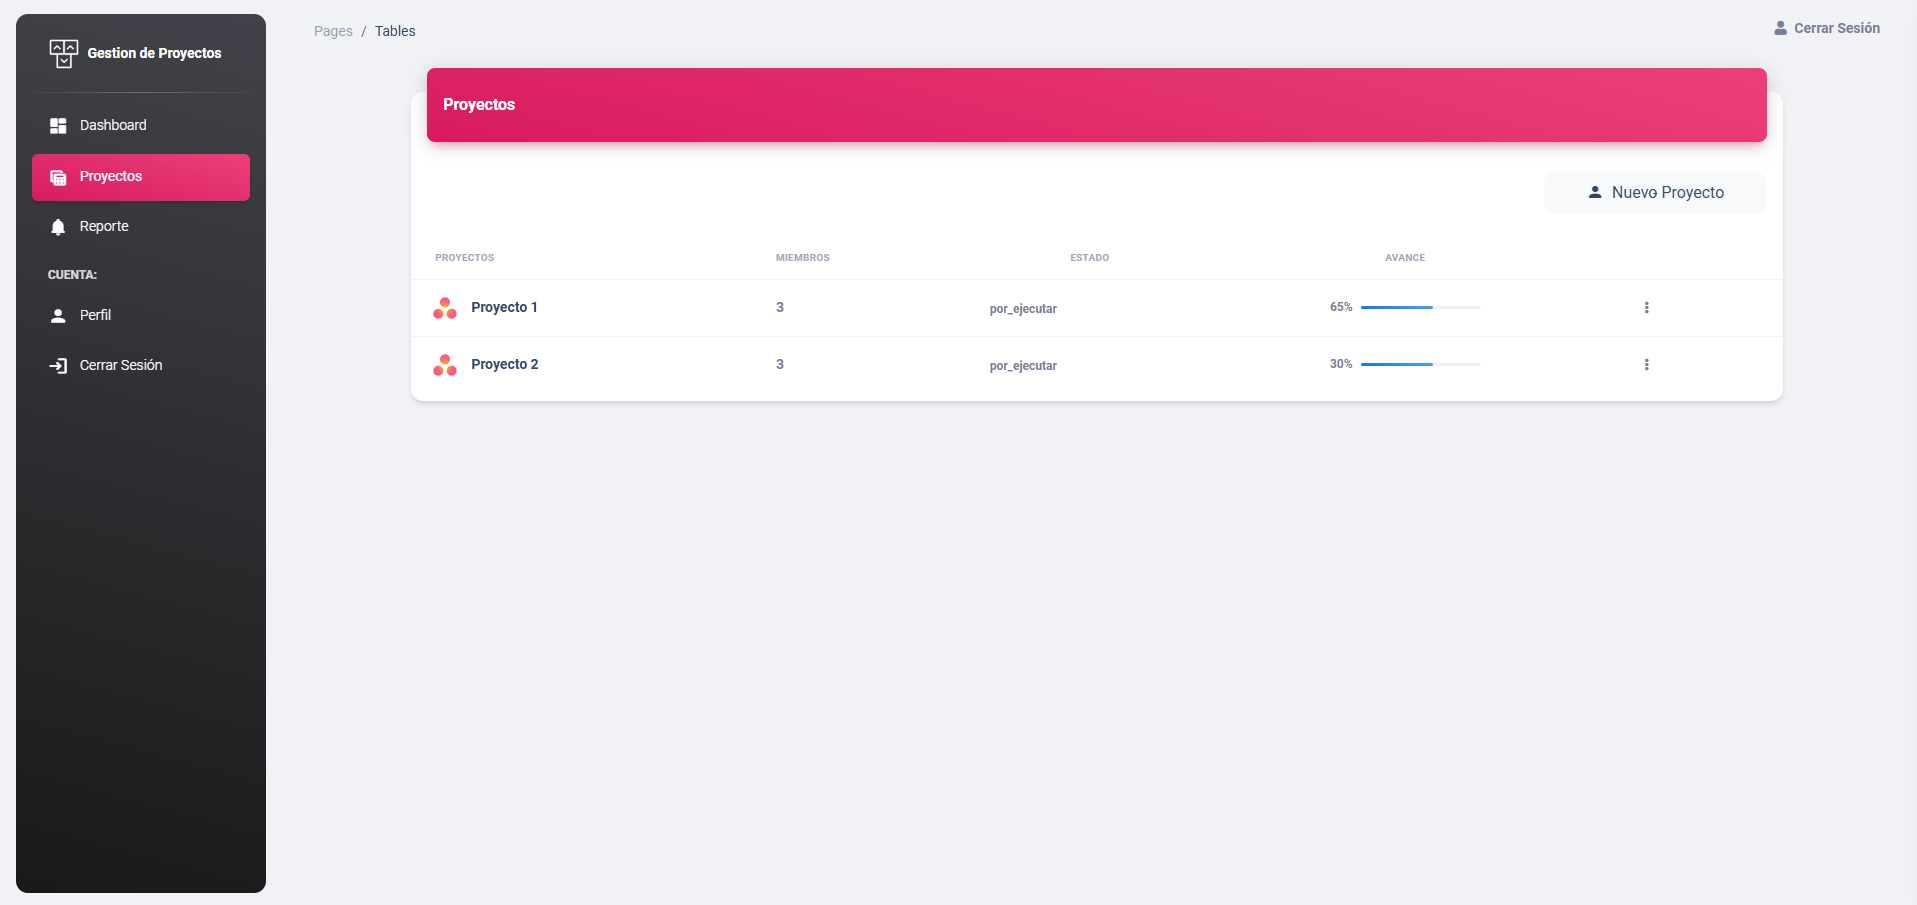 Gestion de Proyectos
Dashboard
Proyectos
Reporte
CUENTA:
Perfil
Cerrar Sesión
Pages / Tables
Cerrar Sesión
Proyectos
Nuevo Proyecto
PROYECTOS MIEMBROS ESTADO AVANCE
Proyecto 1 3 por_ejecutar 65%
Proyecto 2 3 por_ejecutar 30%